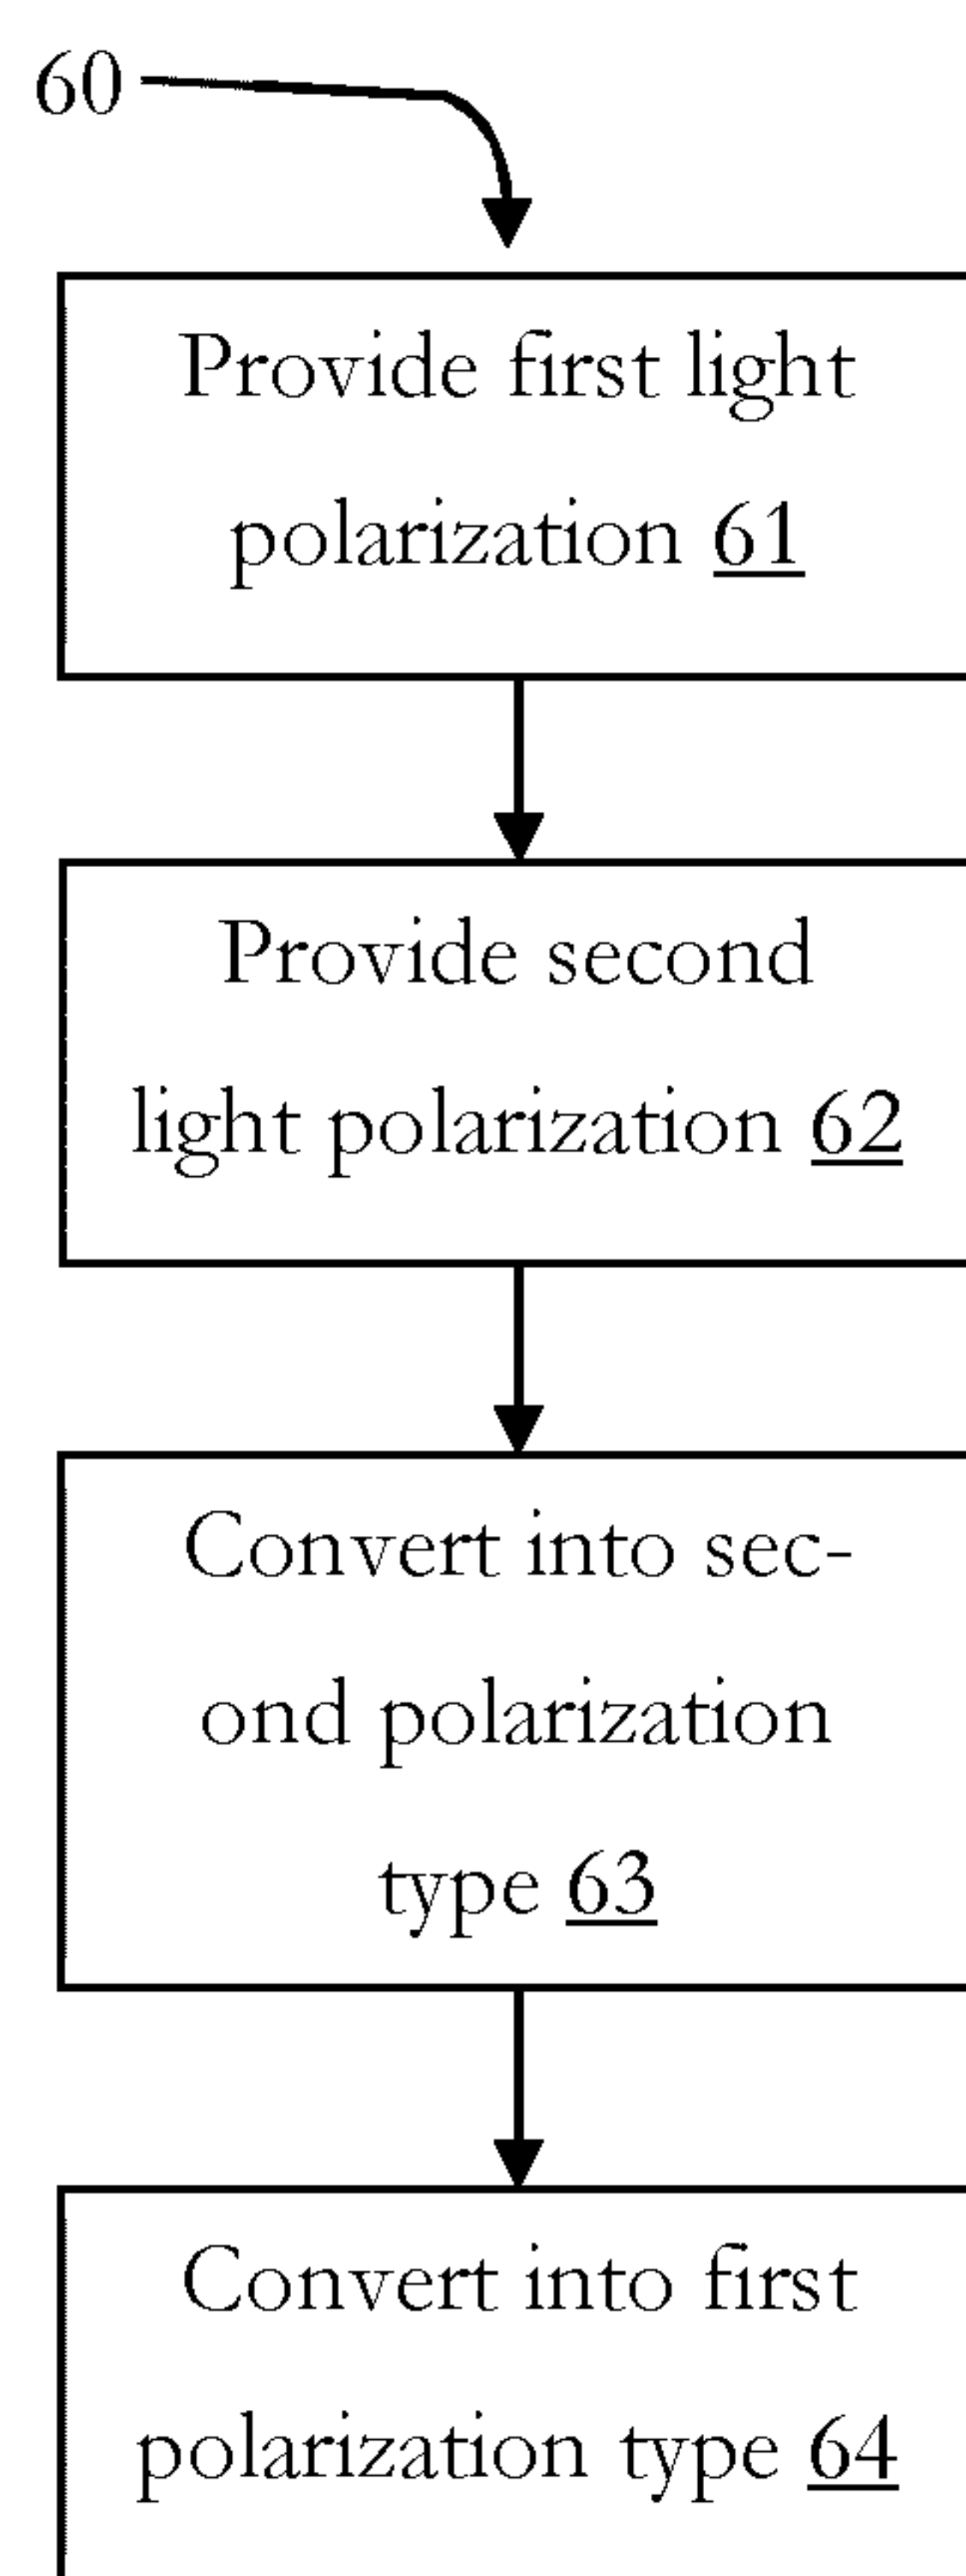 60
Provide first light
polarization 61
Provide second
light polarization 62
Convert into sec-
ond polarization
type 63
Convert into first
polarization type 64